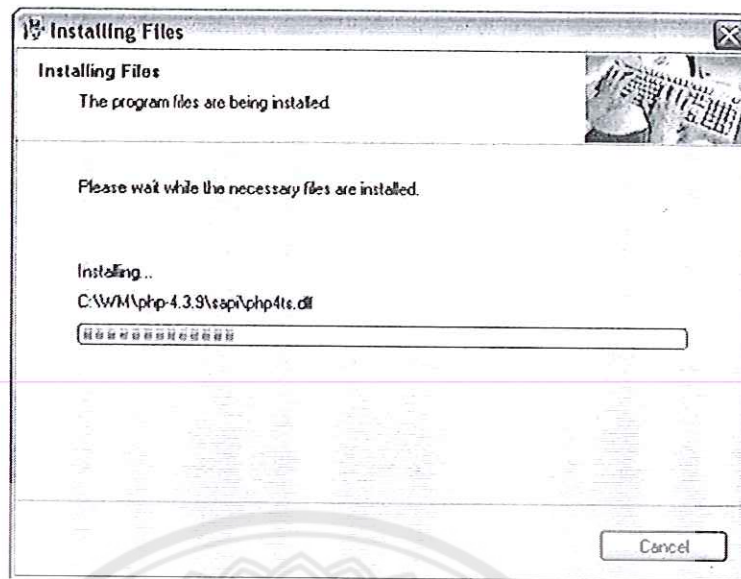 Installing Files
Installing Files
The program files are being installed
Please wait while the necessary files are installed.
Installing...
C:\WM\php-4.3.9\sapi\php4ts.dll
Cancel